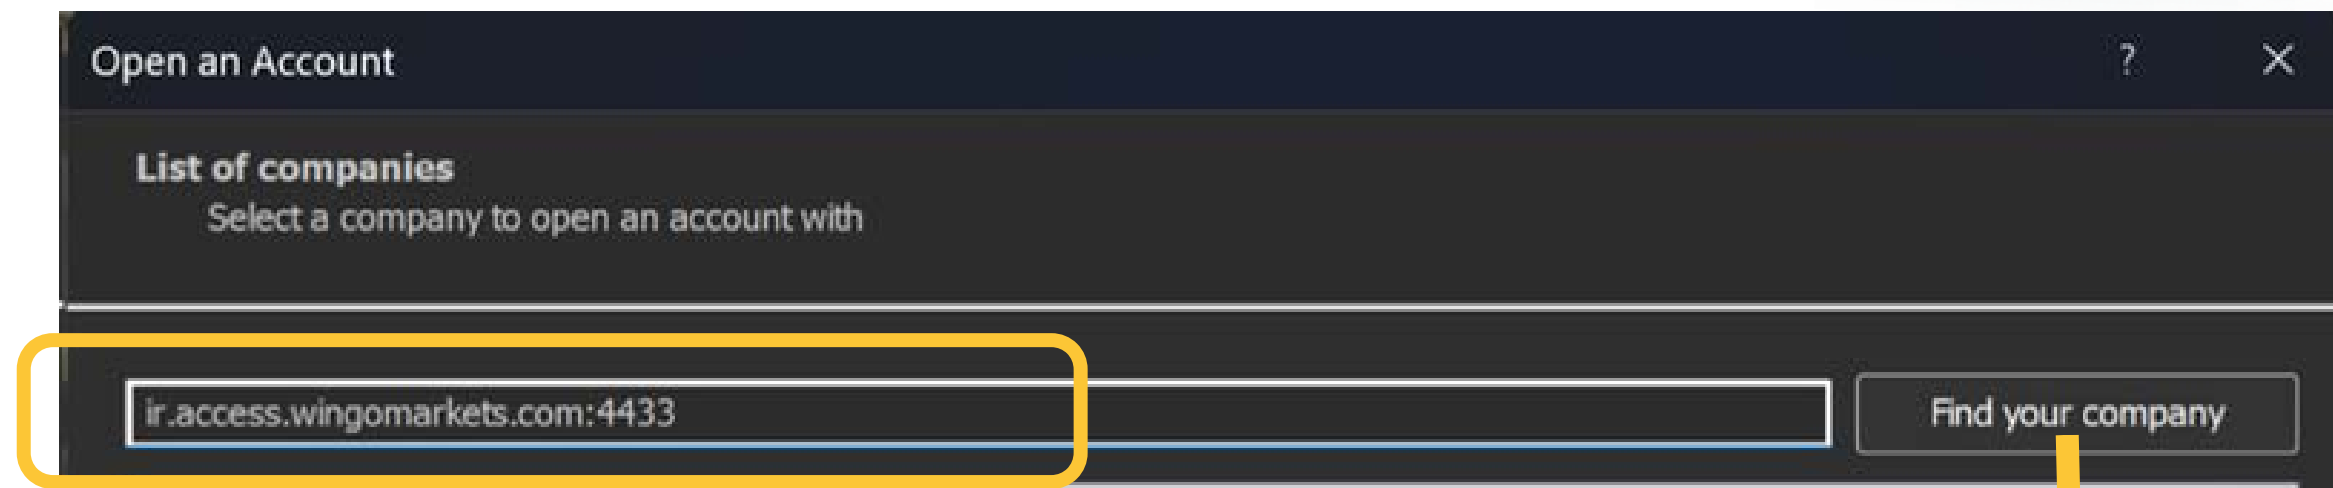 Open an Account ? ×
List of companies
Select a company to open an account with
ir.access.wingomarkets.com:4433 Find your company